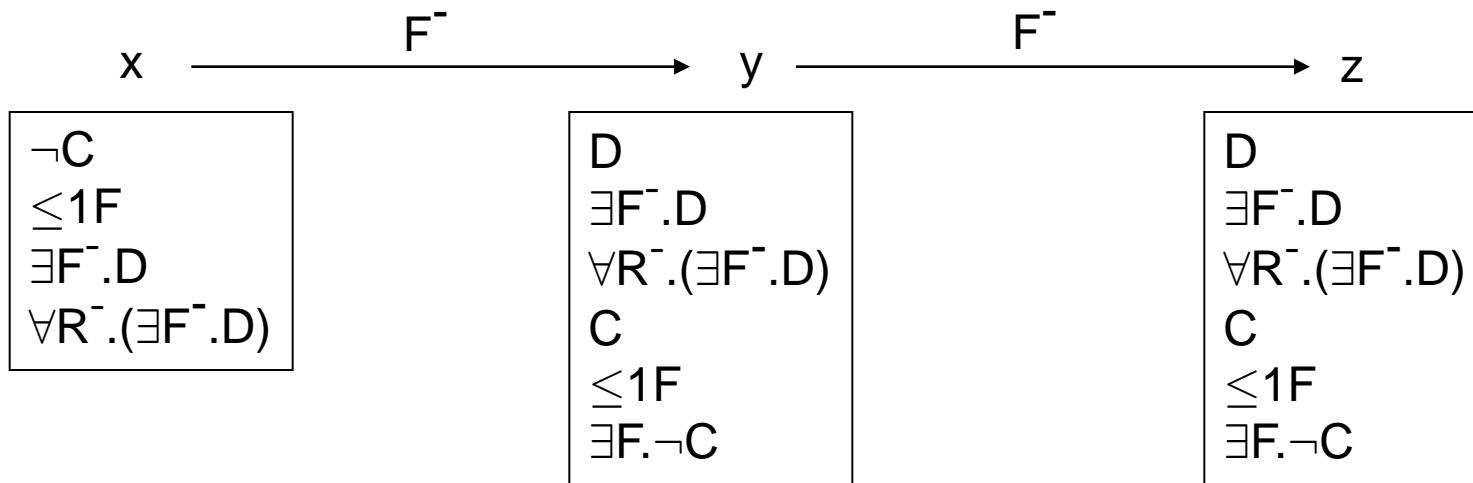 F⁻ F⁻
x y z
¬C
≤1F
∃F⁻.D
∀R⁻.(∃F⁻.D)
D
∃F⁻.D
∀R⁻.(∃F⁻.D)
C
≤1F
∃F.¬C
D
∃F⁻.D
∀R⁻.(∃F⁻.D)
C
≤1F
∃F.¬C